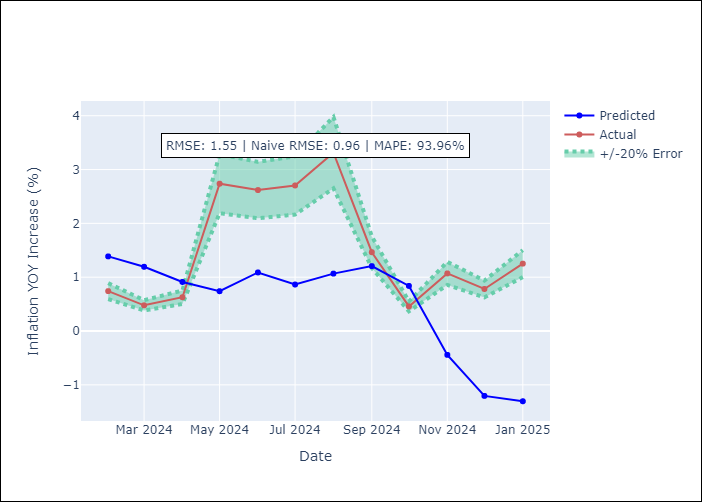 RMSE: 1.55 | Naive RMSE: 0.96 | MAPE: 93.96%
Predicted
Actual
+/-20% Error
Inflation YOY Increase (%)
4
3
2
1
0
−1
Mar 2024
May 2024
Jul 2024
Sep 2024
Nov 2024
Jan 2025
Date